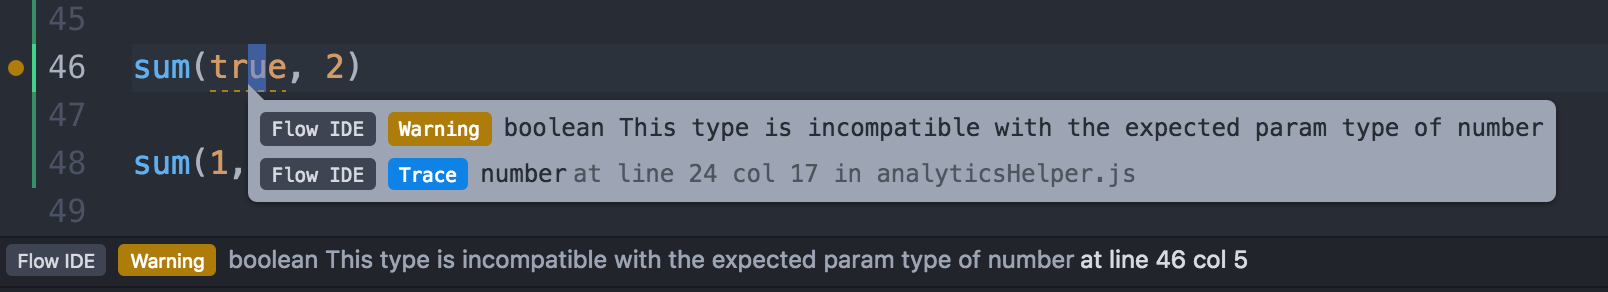 45
46 sum(true, 2)
47
Flow IDE Warning boolean This type is incompatible with the expected param type of number
48 sum(1,
Flow IDE Trace number at line 24 col 17 in analyticsHelper.js
49
Flow IDE Warning boolean This type is incompatible with the expected param type of number at line 46 col 5